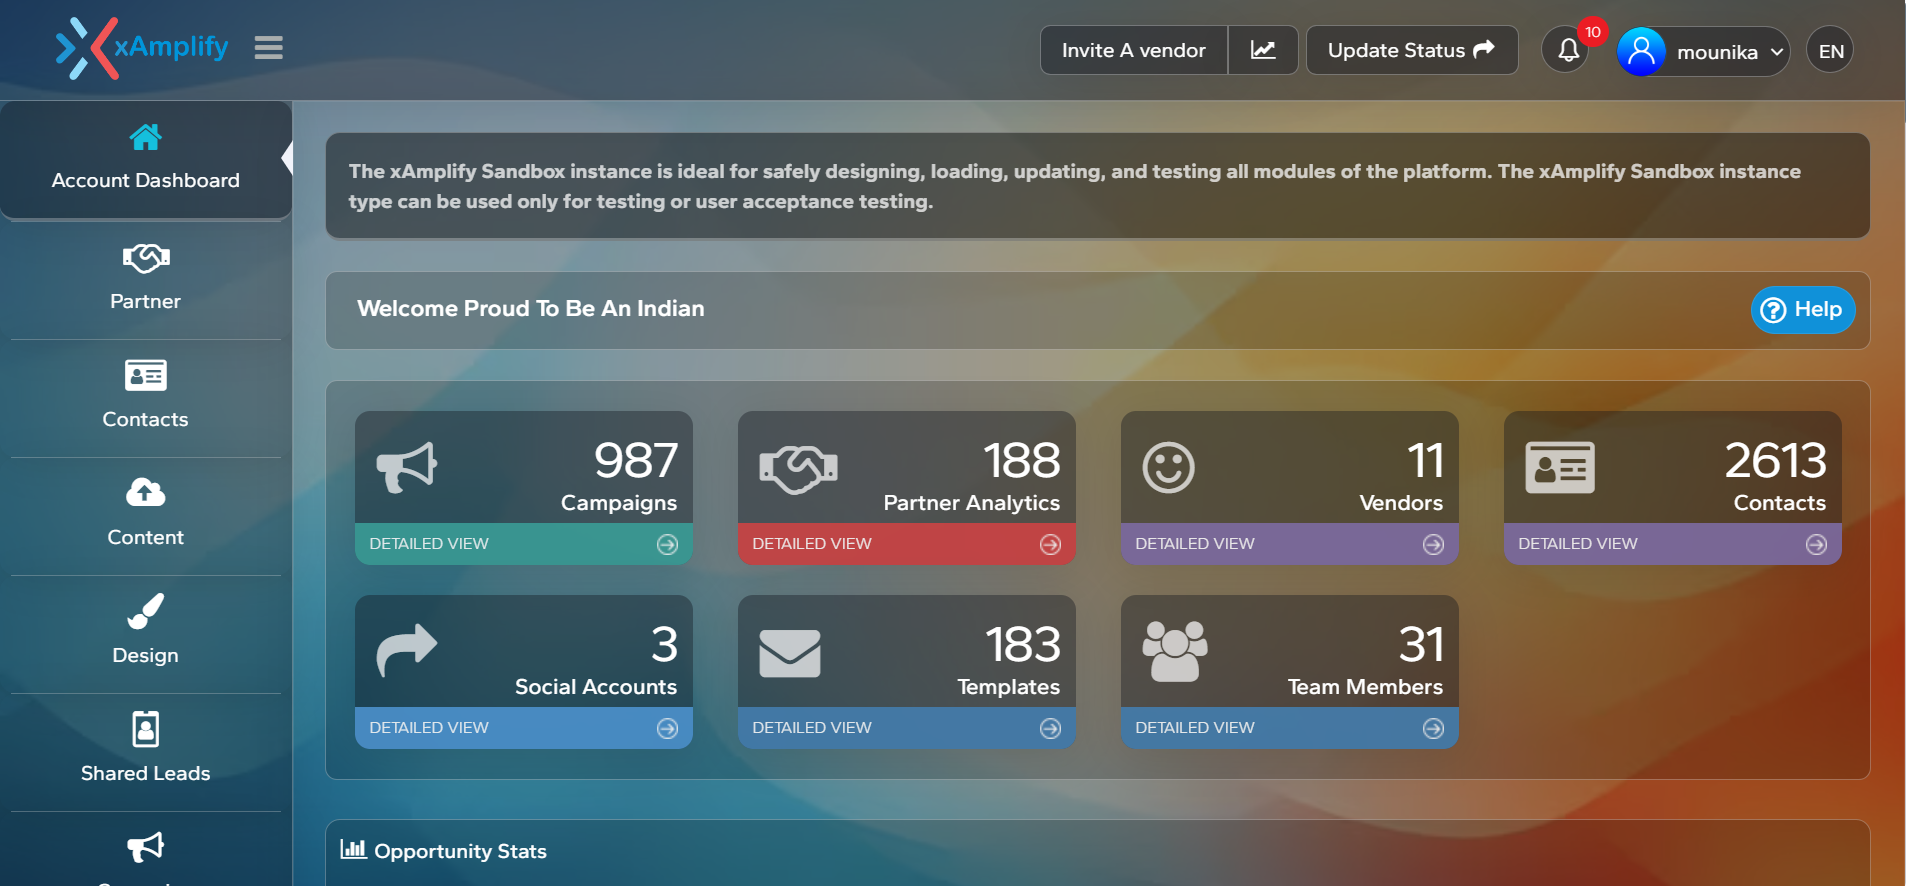 xAmplify
Invite A vendor
Update Status
10
mounika
EN
Account Dashboard
Partner
Contacts
Content
Design
Shared Leads
The xAmplify Sandbox instance is ideal for safely designing, loading, updating, and testing all modules of the platform. The xAmplify Sandbox instance
type can be used only for testing or user acceptance testing.
Welcome Proud To Be An Indian
Help
987
Campaigns
DETAILED VIEW
188
Partner Analytics
DETAILED VIEW
11
Vendors
DETAILED VIEW
2613
Contacts
DETAILED VIEW
3
Social Accounts
DETAILED VIEW
183
Templates
DETAILED VIEW
31
Team Members
DETAILED VIEW
Opportunity Stats